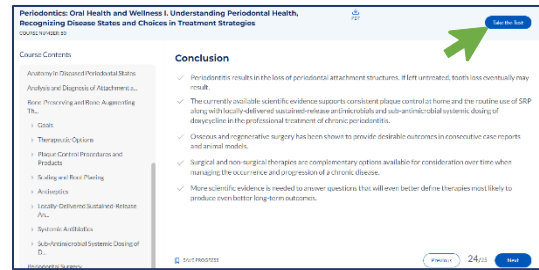 Periodontics: Oral Health and Wellness I. Understanding Periodontal Health,
Recognizing Disease States and Choices in Treatment Strategies
COURSE NUMBER: 50
PDF
Take the Test
Course Contents
Anatomy in Diseased Periodontal States
Analysis and Diagnosis of Attachment a...
Bone-Preserving and Bone-Augmenting
Th...
› Goals
› Therapeutic Options
› Plaque Control Procedures and
Products
› Scaling and Root Planing
› Antiseptics
› Locally-Delivered Sustained-Release
An...
› Systemic Antibiotics
› Sub-Antimicrobial Systemic Dosing of
D...
Periodontal Surgery
Conclusion
✓ Periodontitis results in the loss of periodontal attachment structures. If left untreated, tooth loss eventually may
result.
✓ The currently available scientific evidence supports consistent plaque control at home and the routine use of SRP
along with locally-delivered sustained-release antimicrobials and sub-antimicrobial systemic dosing of
doxycycline in the professional treatment of chronic periodontitis.
✓ Osseous and regenerative surgery has been shown to provide desirable outcomes in consecutive case reports
and animal models.
✓ Surgical and non-surgical therapies are complementary options available for consideration over time when
managing the occurrence and progression of a chronic disease.
✓ More scientific evidence is needed to answer questions that will even better define therapies most likely to
produce even better long-term outcomes.
SAVE PROGRESS
Previous
24/25
Next